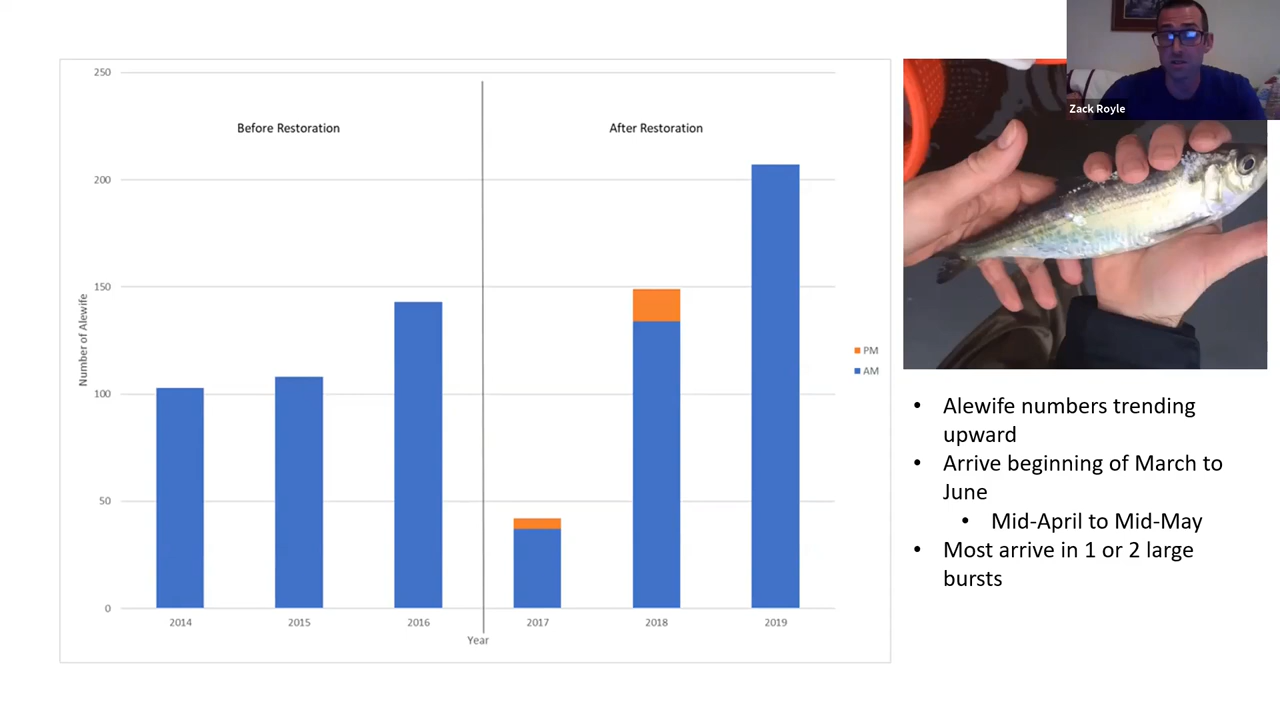 Zack Royle
250
200
150
100
50
0
Number of Alewife
Before Restoration
After Restoration
2014
2015
2016
2017
2018
2019
Year
PM
AM
• Alewife numbers trending
upward
• Arrive beginning of March to
June
• Mid-April to Mid-May
• Most arrive in 1 or 2 large
bursts